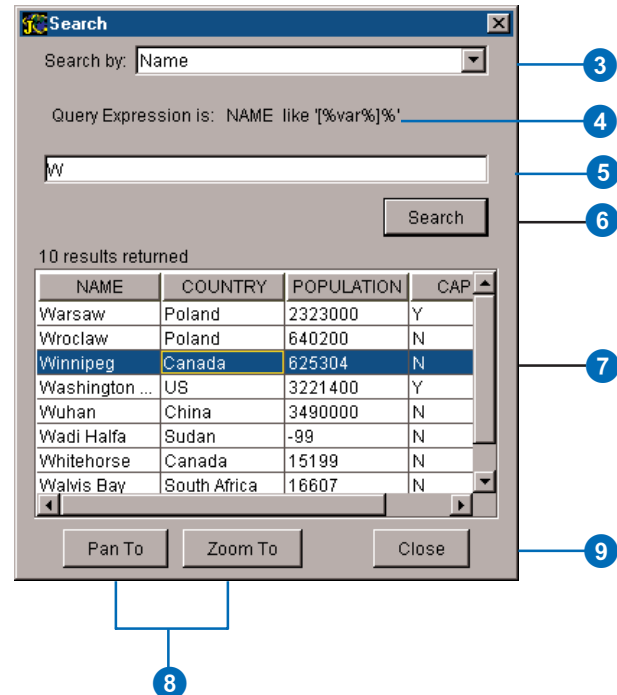 Search
Search by: Name
3
Query Expression is: NAME like '[%var%]%'
4
W
5
Search
6
10 results returned
NAME COUNTRY POPULATION CAP
Warsaw Poland 2323000 Y
Wroclaw Poland 640200 N
Winnipeg Canada 625304 N
7
Washington ... US 3221400 Y
Wuhan China 3490000 N
Wadi Halfa Sudan -99 N
Whitehorse Canada 15199 N
Walvis Bay South Africa 16607 N
Pan To Zoom To Close
9
8